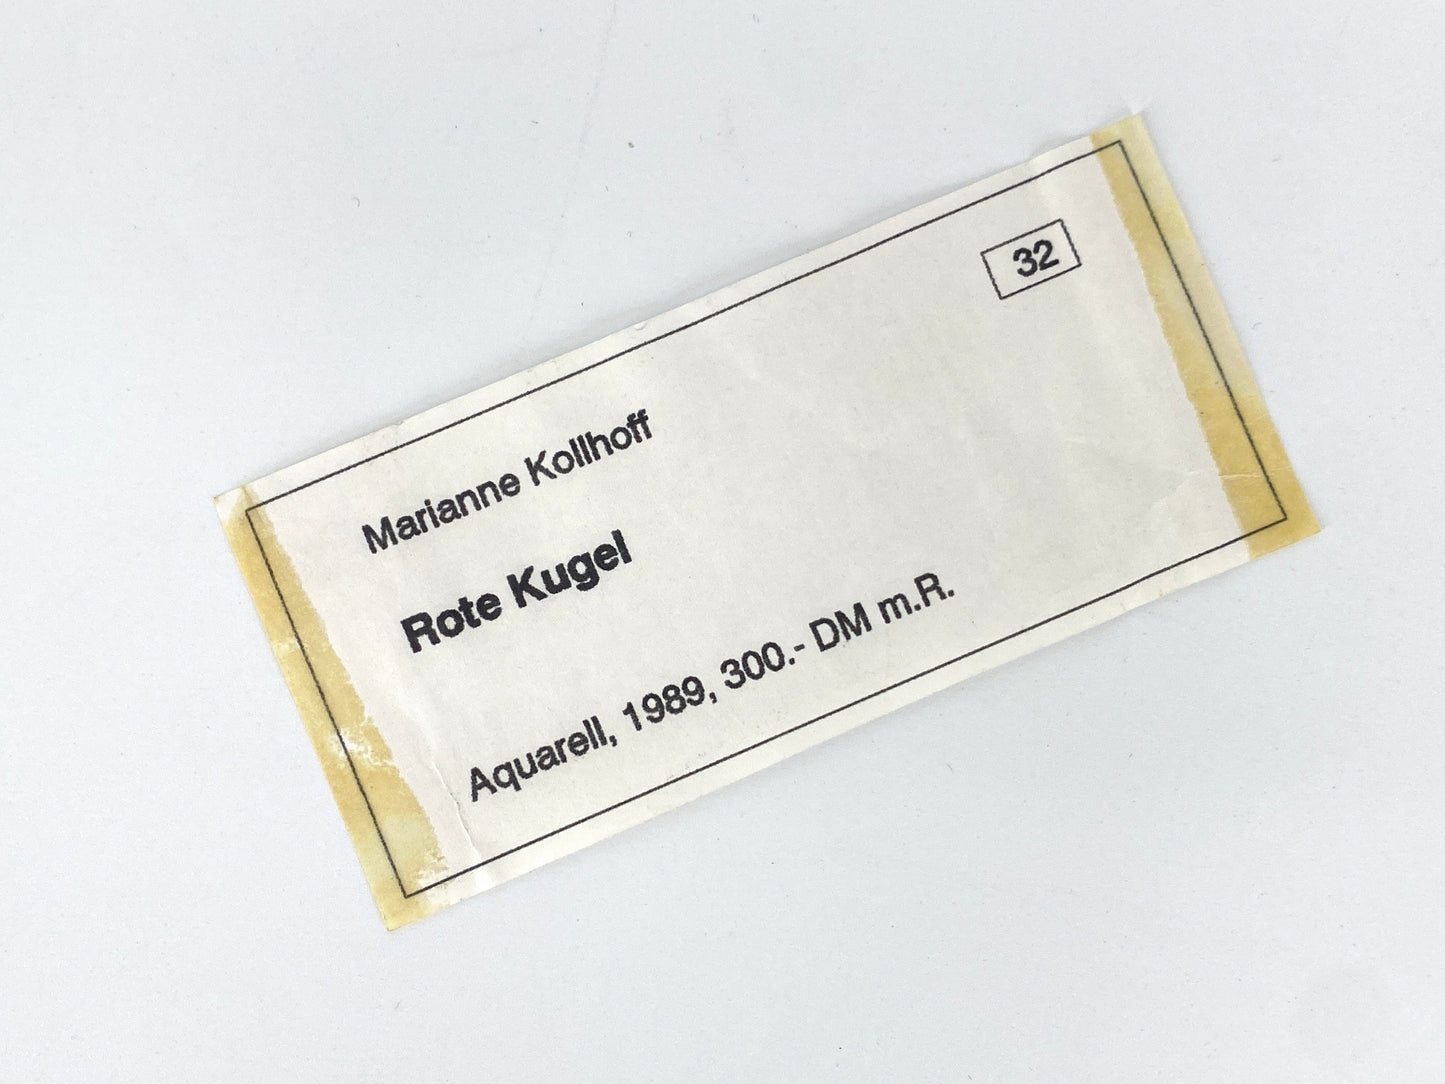 32
Marianne Kollhoff
Rote Kugel
Aquarell, 1989, 300.- DM m.R.